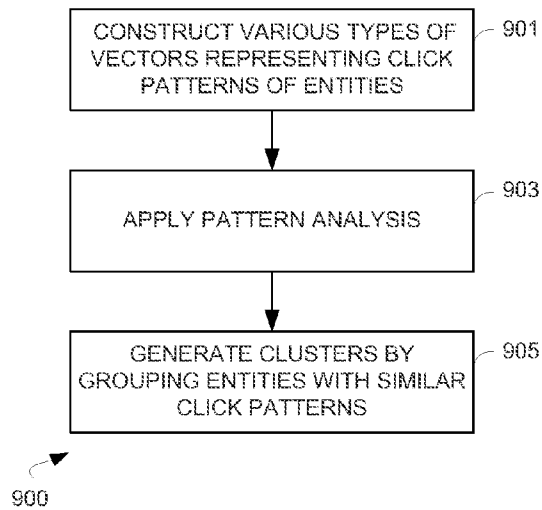 CONSTRUCT VARIOUS TYPES OF
VECTORS REPRESENTING CLICK
PATTERNS OF ENTITIES
901
APPLY PATTERN ANALYSIS
903
GENERATE CLUSTERS BY
GROUPING ENTITIES WITH SIMILAR
CLICK PATTERNS
905
900